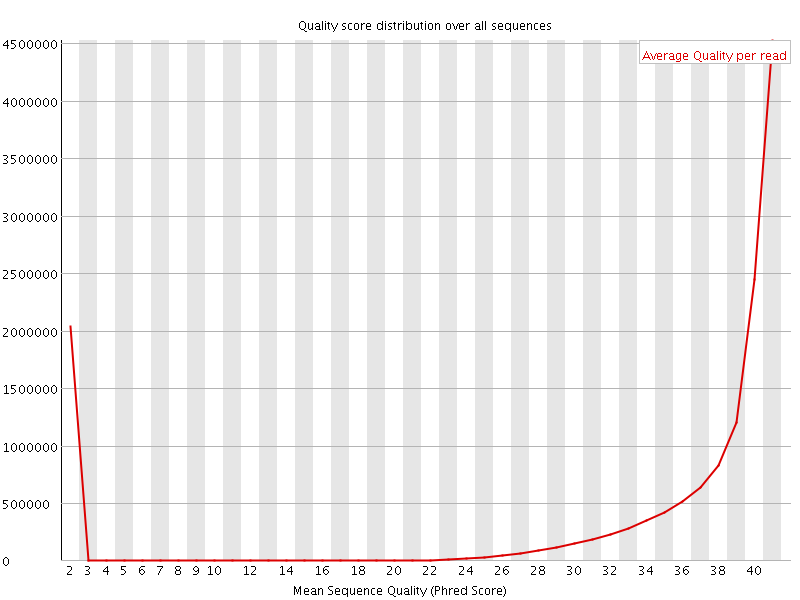 Quality score distribution over all sequences
Average Quality per read
4500000
4000000
3500000
3000000
2500000
2000000
1500000
1000000
500000
0
2 3 4 5 6 7 8 9 10 12 14 16 18 20 22 24 26 28 30 32 34 36 38 40
Mean Sequence Quality (Phred Score)